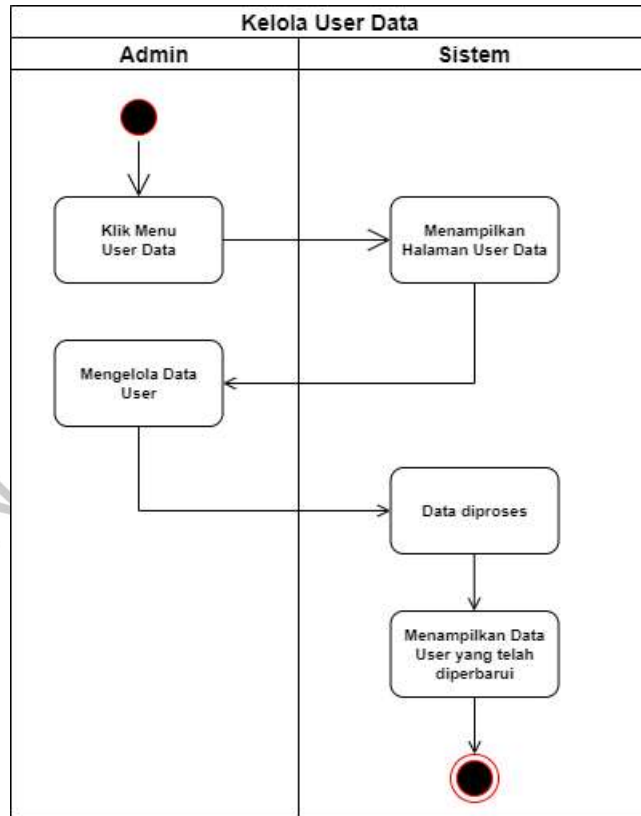 Kelola User Data
Admin
Sistem
Klik Menu
User Data
Menampilkan
Halaman User Data
Mengelola Data
User
Data diproses
Menampilkan Data
User yang telah
diperbarui